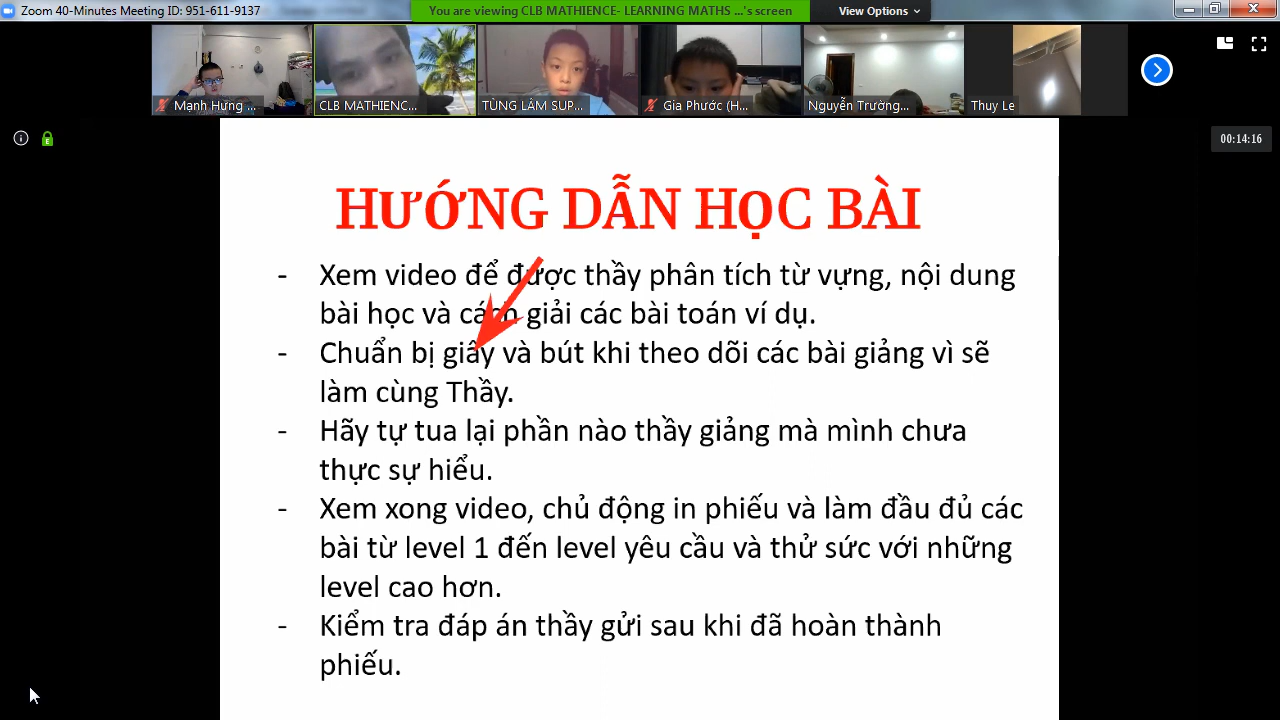 Zoom 40-Minutes Meeting ID: 951-611-9137
You are viewing CLB MATHIENCE- LEARNING MATHS ...'s screen
View Options
Mạnh Hưng ...
CLB MATHIENC...
TÙNG LÂM SUP...
Gia Phước (H...
Nguyễn Trường...
Thuy Le
00:14:16
HƯỚNG DẪN HỌC BÀI
- Xem video để được thầy phân tích từ vựng, nội dung
bài học và cách giải các bài toán ví dụ.
- Chuẩn bị giấy và bút khi theo dõi các bài giảng vì sẽ
làm cùng Thầy.
- Hãy tự tua lại phần nào thầy giảng mà mình chưa
thực sự hiểu.
- Xem xong video, chủ động in phiếu và làm đầu đủ các
bài từ level 1 đến level yêu cầu và thử sức với những
level cao hơn.
- Kiểm tra đáp án thầy gửi sau khi đã hoàn thành
phiếu.